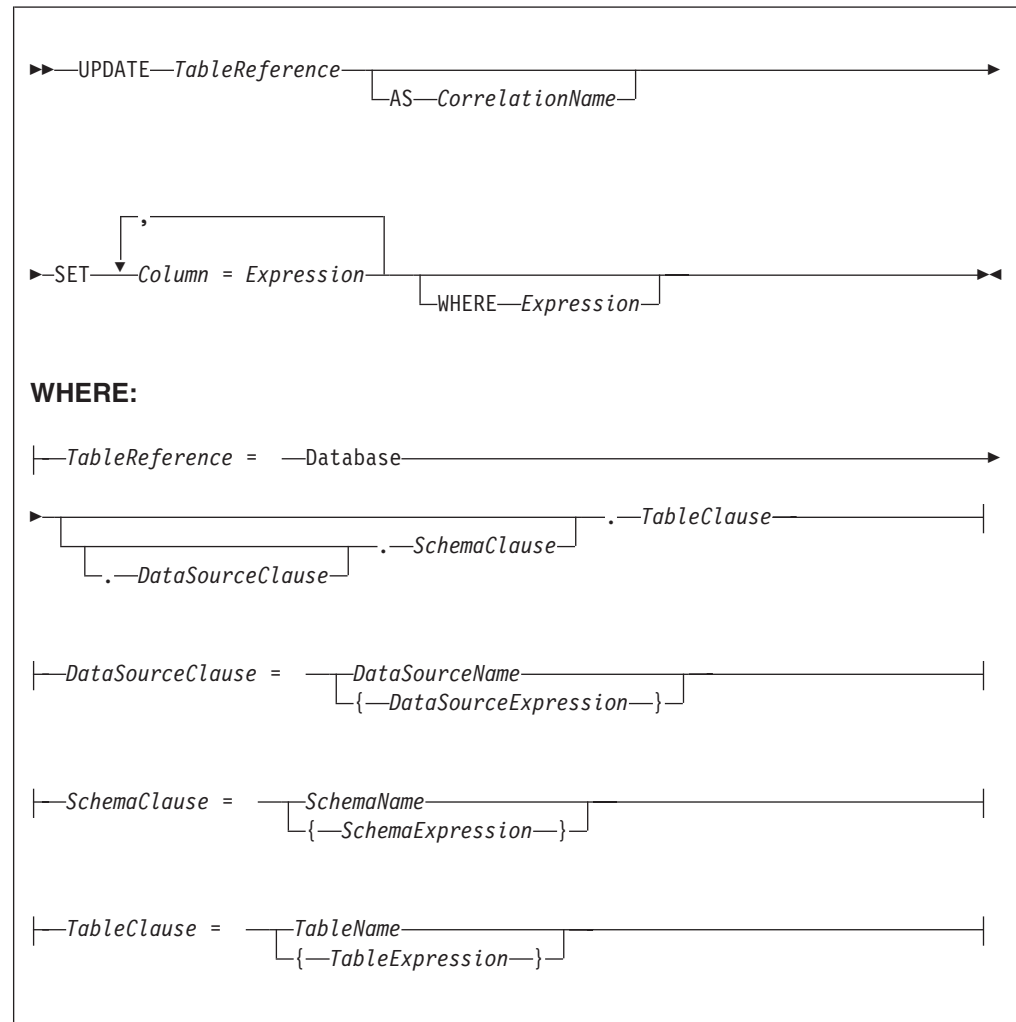 UPDATE TableReference
AS CorrelationName
,
SET Column = Expression
WHERE Expression
WHERE:
TableReference = Database
. TableClause
. SchemaClause
. DataSourceClause
DataSourceClause = DataSourceName
{ DataSourceExpression }
SchemaClause = SchemaName
{ SchemaExpression }
TableClause = TableName
{ TableExpression }